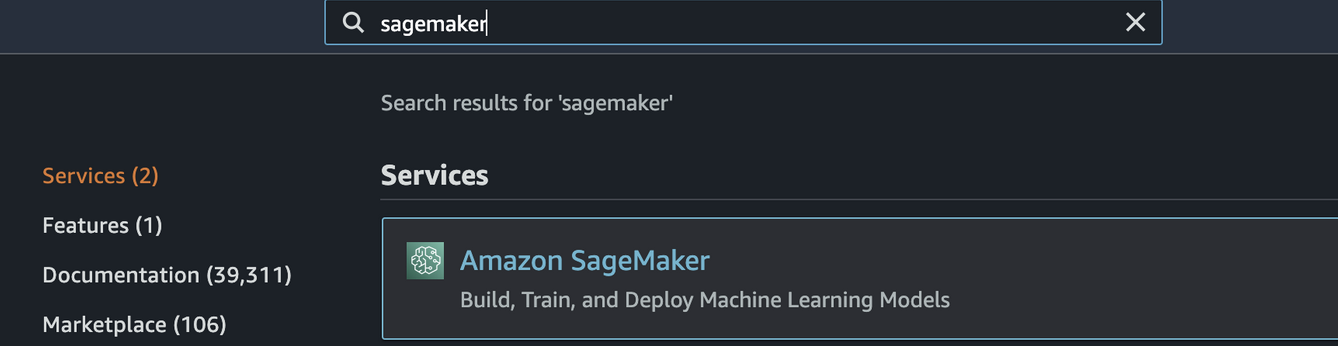 sagemaker
Search results for 'sagemaker'
Services (2)
Features (1)
Documentation (39,311)
Marketplace (106)
Services
Amazon SageMaker
Build, Train, and Deploy Machine Learning Models